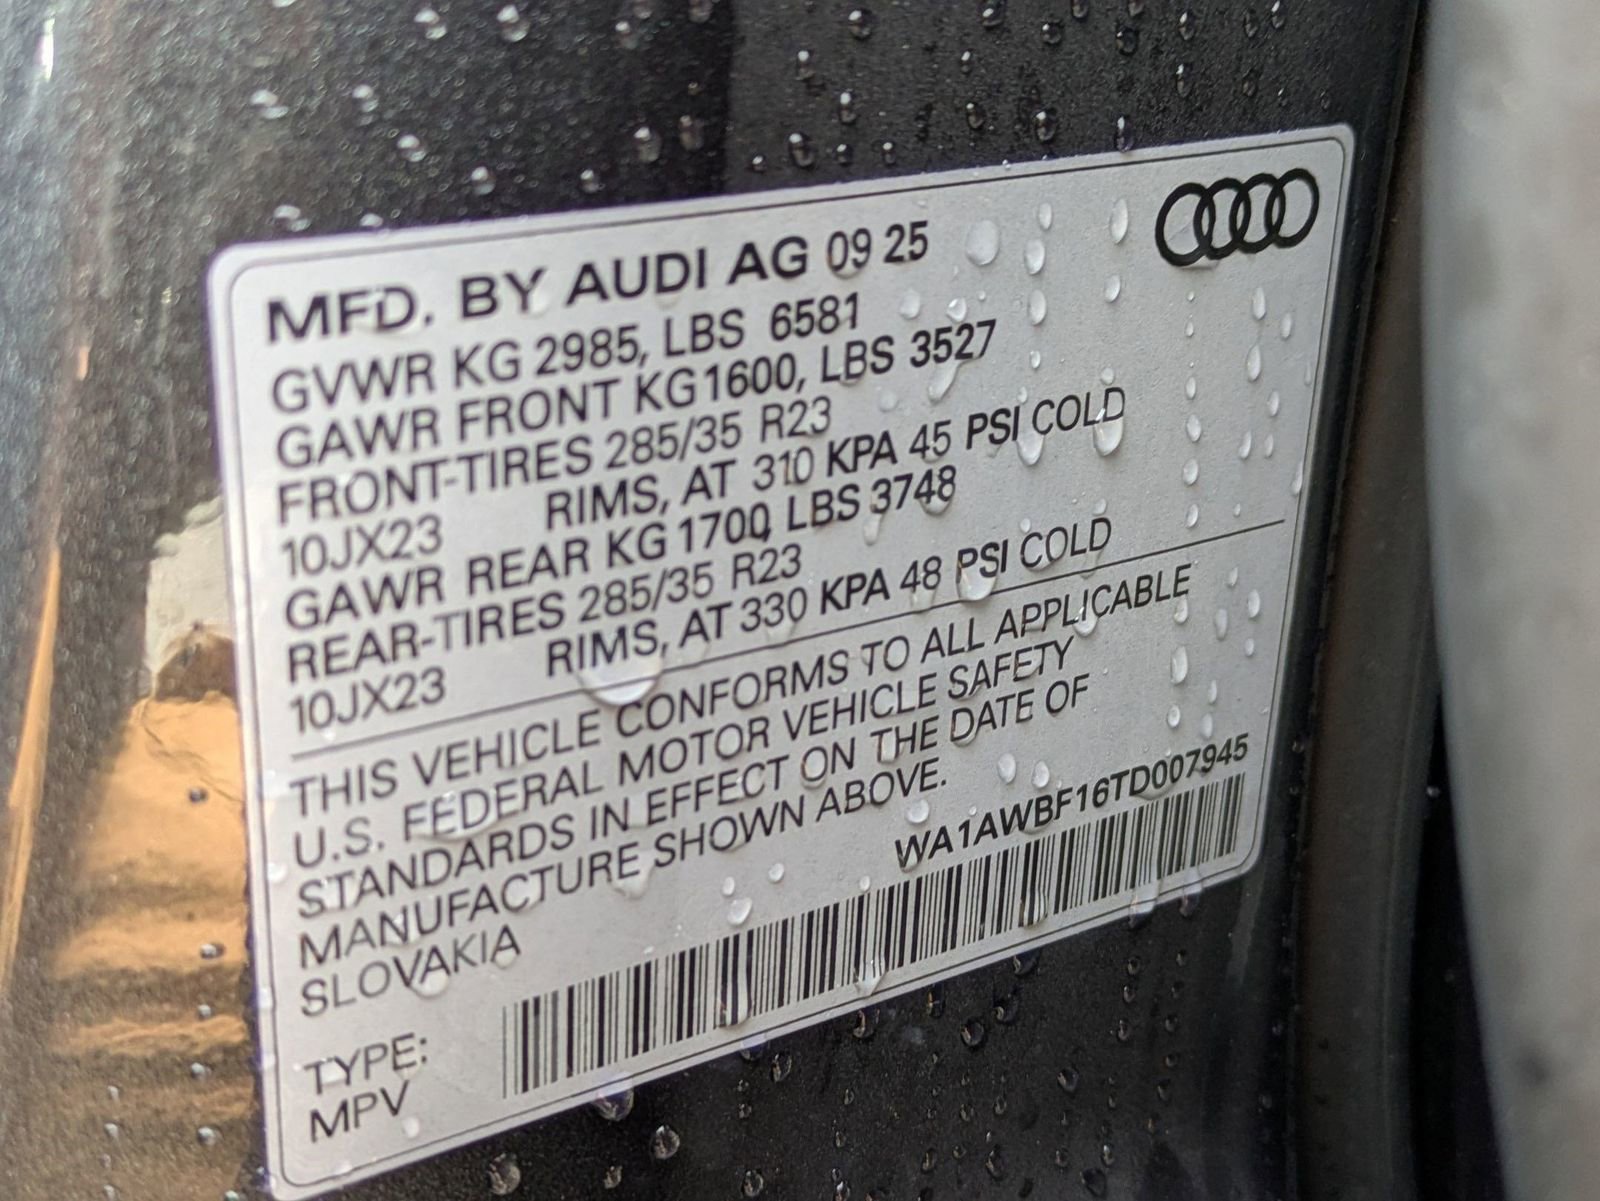 MFD. BY AUDI AG 09 25
GVWR KG 2985, LBS 6581
GAWR FRONT KG1600, LBS 3527
FRONT-TIRES 285/35 R23
10JX23 RIMS, AT 310 KPA 45 PSI COLD
GAWR REAR KG 1700, LBS 3748
REAR-TIRES 285/35 R23
10JX23 RIMS, AT 330 KPA 48 PSI COLD
THIS VEHICLE CONFORMS TO ALL APPLICABLE
U.S. FEDERAL MOTOR VEHICLE SAFETY
STANDARDS IN EFFECT ON THE DATE OF
MANUFACTURE SHOWN ABOVE.
SLOVAKIA
WA1AWBF16TD007945
TYPE:
MPV